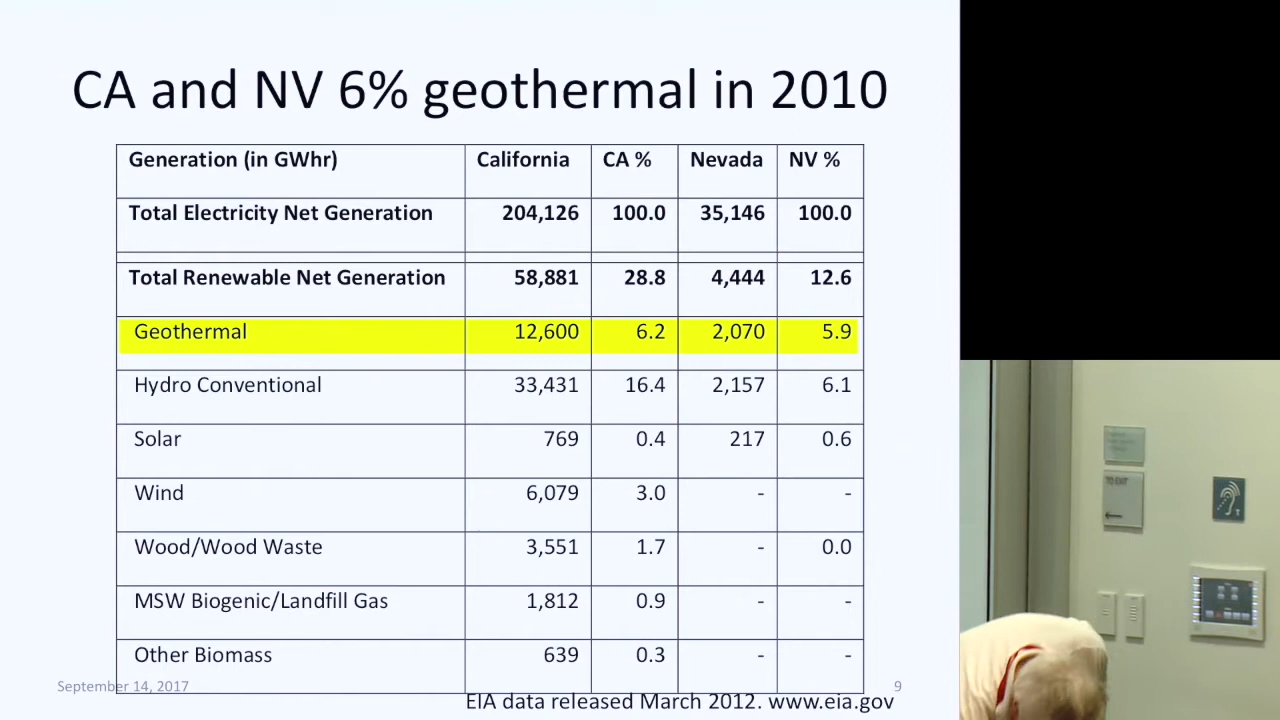 CA and NV 6% geothermal in 2010
Generation (in GWhr) California CA % Nevada NV %
Total Electricity Net Generation 204,126 100.0 35,146 100.0
Total Renewable Net Generation 58,881 28.8 4,444 12.6
Geothermal 12,600 6.2 2,070 5.9
Hydro Conventional 33,431 16.4 2,157 6.1
Solar 769 0.4 217 0.6
Wind 6,079 3.0 - -
Wood/Wood Waste 3,551 1.7 - 0.0
MSW Biogenic/Landfill Gas 1,812 0.9 - -
Other Biomass 639 0.3 - -
September 14, 2017
9
EIA data released March 2012. www.eia.gov
TO EXIT
T